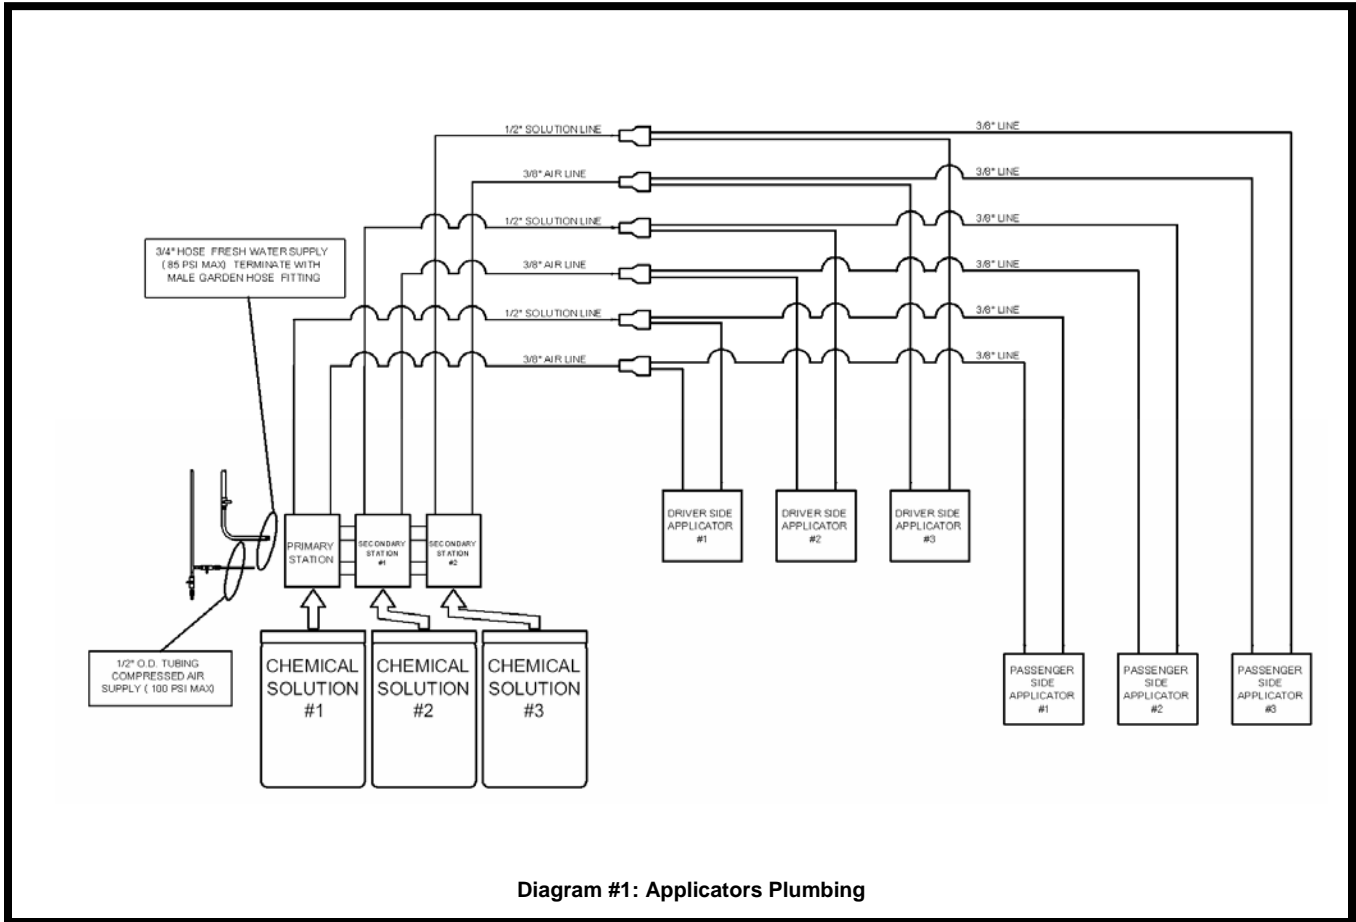 1/2" SOLUTION LINE
3/8" LINE
3/8" AIR LINE
3/8" LINE
1/2" SOLUTION LINE
3/8" LINE
3/8" AIR LINE
3/8" LINE
1/2" SOLUTION LINE
3/8" LINE
3/8" AIR LINE
3/8" LINE
3/4" HOSE FRESH WATER SUPPLY
( 85 PSI MAX) TERMINATE WITH
MALE GARDEN HOSE FITTING
PRIMARY
STATION
SECONDARY
STATION
#1
SECONDARY
STATION
#2
DRIVER SIDE
APPLICATOR
#1
DRIVER SIDE
APPLICATOR
#2
DRIVER SIDE
APPLICATOR
#3
1/2" O.D. TUBING
COMPRESSED AIR
SUPPLY ( 100 PSI MAX)
CHEMICAL
SOLUTION
#1
CHEMICAL
SOLUTION
#2
CHEMICAL
SOLUTION
#3
PASSENGER
SIDE
APPLICATOR
#1
PASSENGER
SIDE
APPLICATOR
#2
PASSENGER
SIDE
APPLICATOR
#3
Diagram #1: Applicators Plumbing